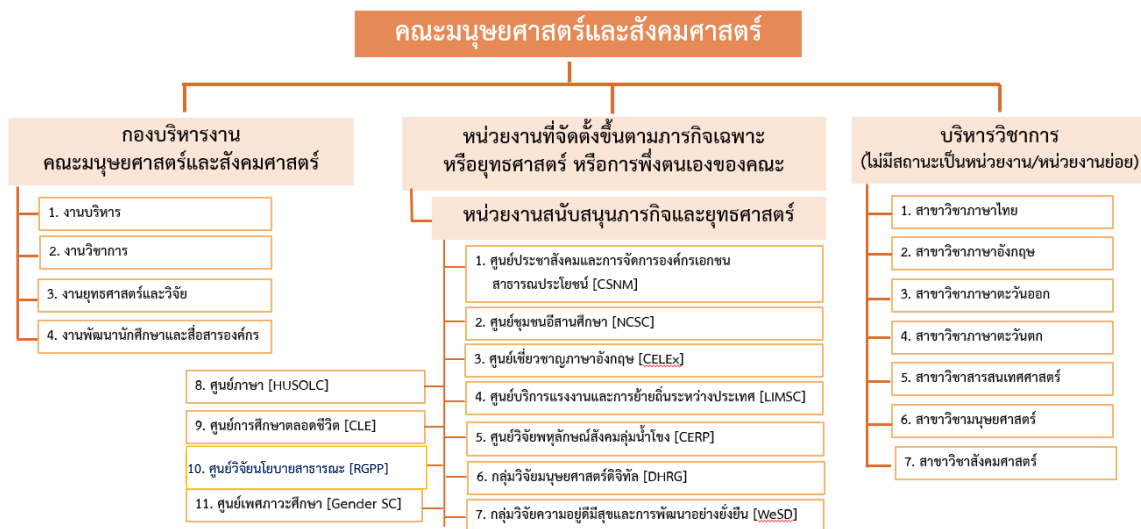 คณะมนุษยศาสตร์และสังคมศาสตร์
กองบริหารงาน
คณะมนุษยศาสตร์และสังคมศาสตร์
1. งานบริหาร
2. งานวิชาการ
3. งานยุทธศาสตร์และวิจัย
4. งานพัฒนานักศึกษาและสื่อสารองค์กร
หน่วยงานที่จัดตั้งขึ้นตามภารกิจเฉพาะ
หรือยุทธศาสตร์ หรือการพึ่งตนเองของคณะ
หน่วยงานสนับสนุนภารกิจและยุทธศาสตร์
1. ศูนย์ประชาสังคมและการจัดการองค์กรเอกชน
สาธารณประโยชน์ [CSNM]
2. ศูนย์ชุมชนอีสานศึกษา [NCSC]
3. ศูนย์เชี่ยวชาญภาษาอังกฤษ [CELEx]
4. ศูนย์บริการแรงงานและการย้ายถิ่นระหว่างประเทศ [LIMSC]
5. ศูนย์วิจัยพหุลักษณ์สังคมลุ่มน้ำโขง [CERP]
6. กลุ่มวิจัยมนุษยศาสตร์ดิจิทัล [DHRG]
7. กลุ่มวิจัยความอยู่ดีมีสุขและการพัฒนาอย่างยั่งยืน [WeSD]
8. ศูนย์ภาษา [HUSOLC]
9. ศูนย์การศึกษาตลอดชีวิต [CLE]
10. ศูนย์วิจัยนโยบายสาธารณะ [RGPP]
11. ศูนย์เพศภาวะศึกษา [Gender SC]
บริหารวิชาการ
(ไม่มีสถานะเป็นหน่วยงาน/หน่วยงานย่อย)
1. สาขาวิชาภาษาไทย
2. สาขาวิชาภาษาอังกฤษ
3. สาขาวิชาภาษาตะวันออก
4. สาขาวิชาภาษาตะวันตก
5. สาขาวิชาสารสนเทศศาสตร์
6. สาขาวิชามนุษยศาสตร์
7. สาขาวิชาสังคมศาสตร์